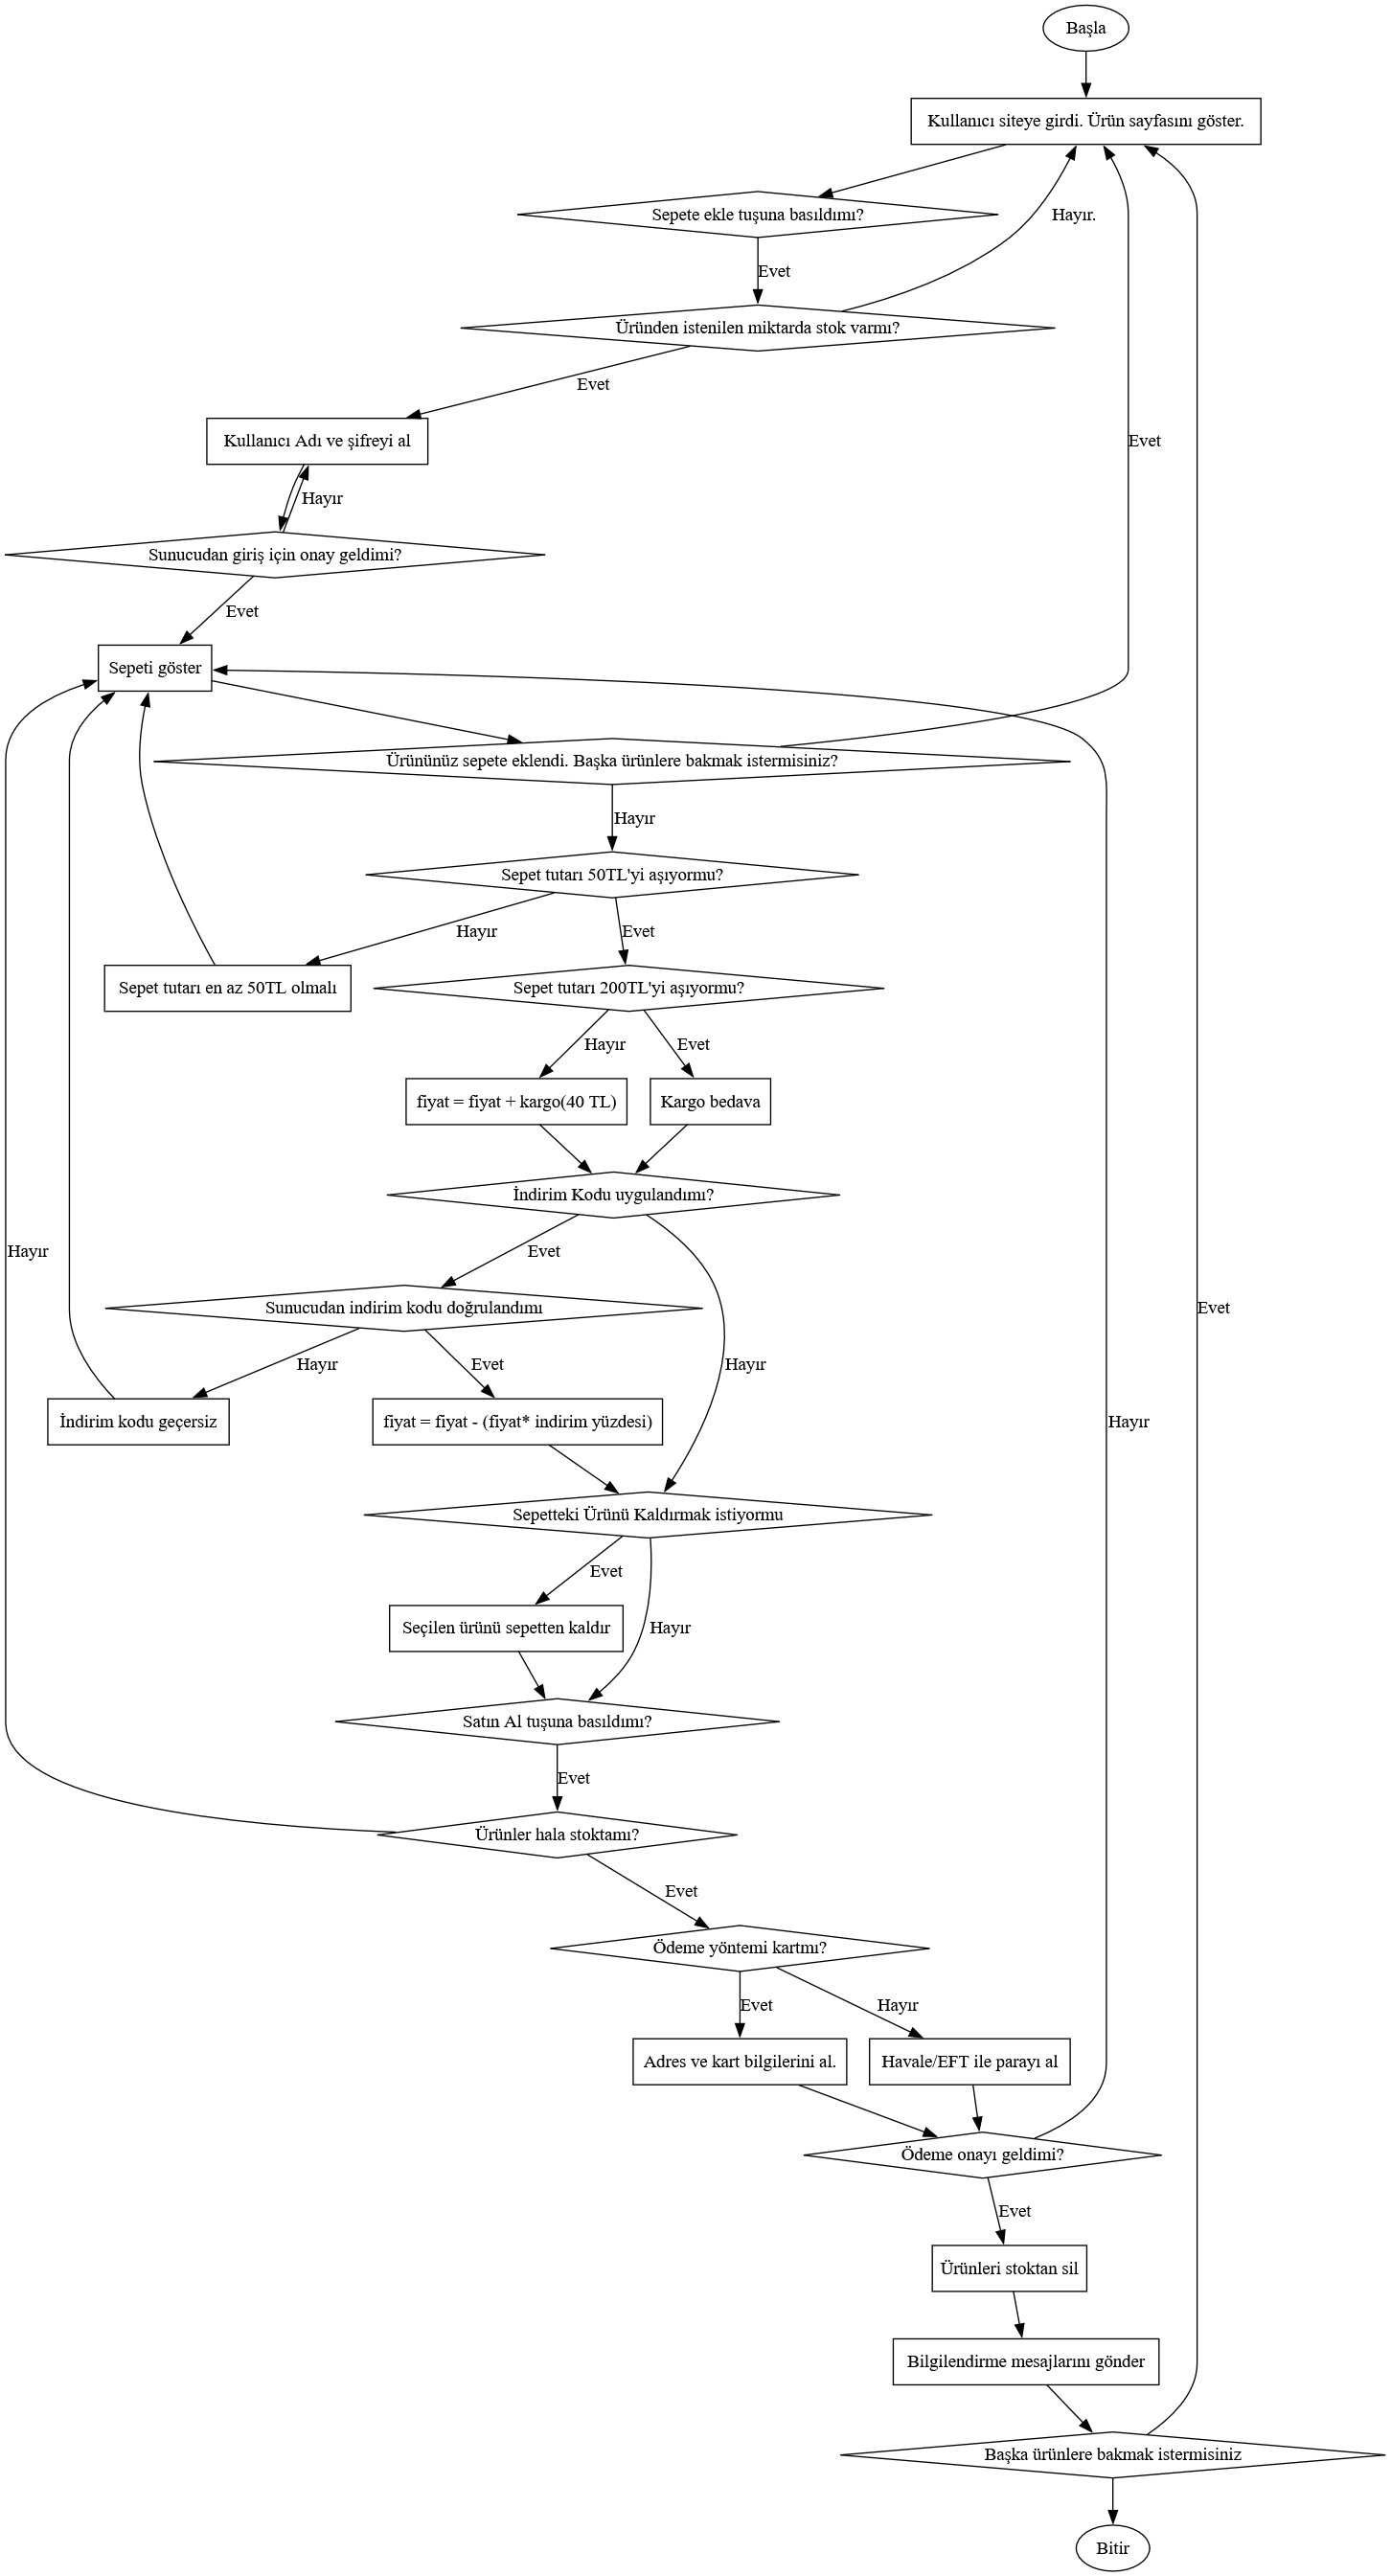 Başla
Kullanıcı siteye girdi. Ürün sayfasını göster.
Sepete ekle tuşuna basıldımı?
Hayır.
Evet
Üründen istenilen miktarda stok varmı?
Evet
Kullanıcı Adı ve şifreyi al
Evet
Hayır
Sunucudan giriş için onay geldimi?
Evet
Sepeti göster
Ürününüz sepete eklendi. Başka ürünlere bakmak istermisiniz?
Hayır
Sepet tutarı 50TL'yi aşıyormu?
Hayır
Evet
Sepet tutarı en az 50TL olmalı
Sepet tutarı 200TL'yi aşıyormu?
Hayır
Evet
fiyat = fiyat + kargo(40 TL)
Kargo bedava
İndirim Kodu uygulandımı?
Hayır
Evet
Sunucudan indirim kodu doğrulandımı
Evet
Hayır
Evet
Hayır
İndirim kodu geçersiz
fiyat = fiyat - (fiyat* indirim yüzdesi)
Hayır
Sepetteki Ürünü Kaldırmak istiyormu
Evet
Seçilen ürünü sepetten kaldır
Hayır
Satın Al tuşuna basıldımı?
Evet
Ürünler hala stoktamı?
Evet
Ödeme yöntemi kartmı?
Evet
Hayır
Adres ve kart bilgilerini al.
Havale/EFT ile parayı al
Ödeme onayı geldimi?
Evet
Ürünleri stoktan sil
Bilgilendirme mesajlarını gönder
Başka ürünlere bakmak istermisiniz
Bitir